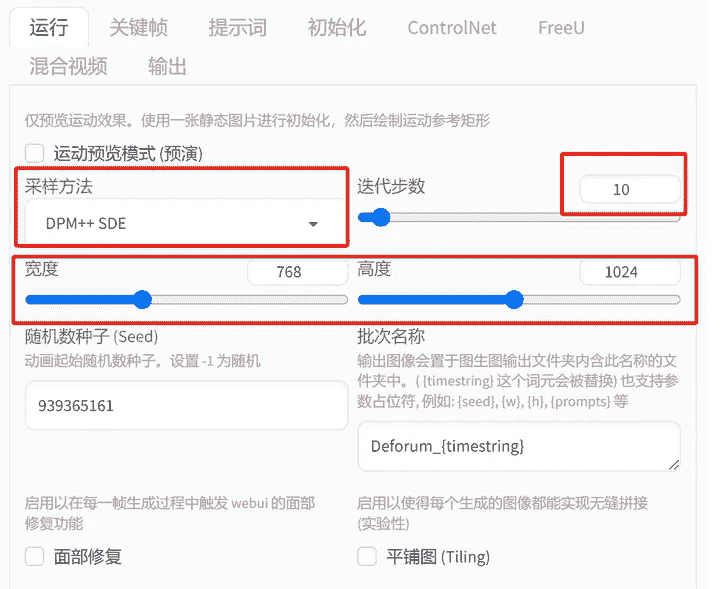 运行 关键帧 提示词 初始化 ControlNet FreeU
混合视频 输出
仅预览运动效果。使用一张静态图片进行初始化，然后绘制运动参考矩形
运动预览模式 (预演)
采样方法
DPM++ SDE
迭代步数
10
宽度
768
高度
1024
随机数种子 (Seed)
动画起始随机数种子。设置 -1 为随机
939365161
批次名称
输出图像会置于图生图输出文件夹内含此名称的文
件夹中。( {timestring} 这个词元会被替换) 也支持参
数占位符, 例如: {seed}, {w}, {h}, {prompts} 等
Deforum_{timestring}
启用以在每一帧生成过程中触发 webui 的面部
修复功能
面部修复
启用以使得每个生成的图像都能实现无缝拼接
(实验性)
平铺图 (Tiling)